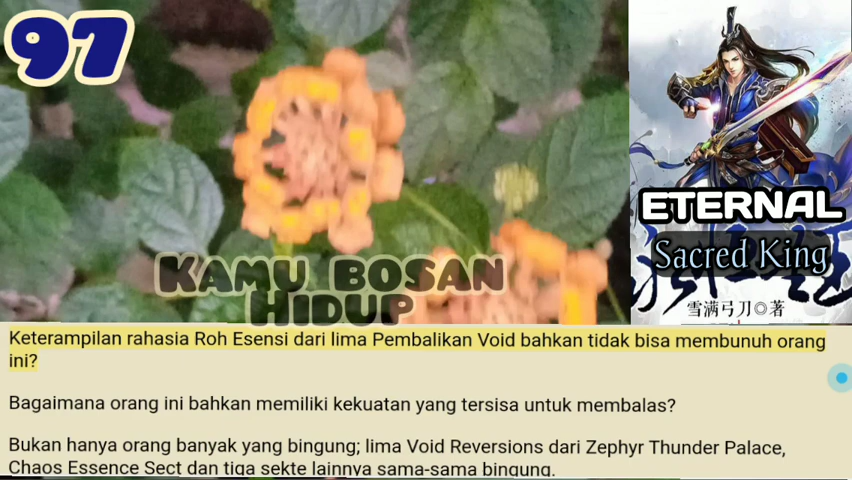 97
KAMU BOSAN
HIDUP
ETERNAL
Sacred King
雪满弓刀◎著
Keterampilan rahasia Roh Esensi dari lima Pembalikan Void bahkan tidak bisa membunuh orang
ini?
Bagaimana orang ini bahkan memiliki kekuatan yang tersisa untuk membalas?
Bukan hanya orang banyak yang bingung; lima Void Reversions dari Zephyr Thunder Palace,
Chaos Essence Sect dan tiga sekte lainnya sama-sama bingung.